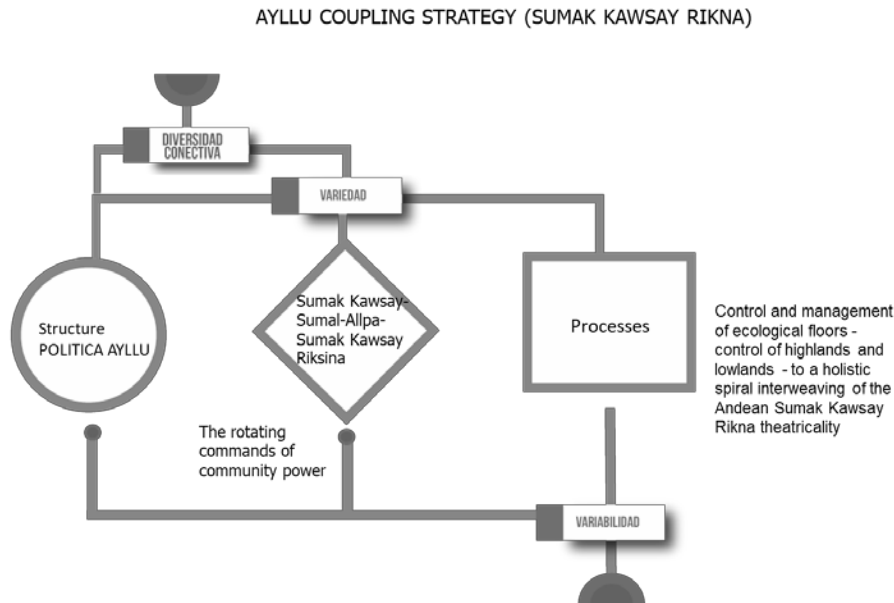 AYLLU COUPLING STRATEGY (SUMAK KAWSAY RIKNA)
DIVERSIDAD
CONECTIVA
VARIEDAD
Structure
POLITICA AYLLU
Sumak Kawsay-
Sumal-Allpa-
Sumak Kawsay
Riksina
Processes
Control and management
of ecological floors -
control of highlands and
lowlands - to a holistic
spiral interweaving of the
Andean Sumak Kawsay
Rikna theatricality
The rotating
commands of
community power
VARIABILIDAD